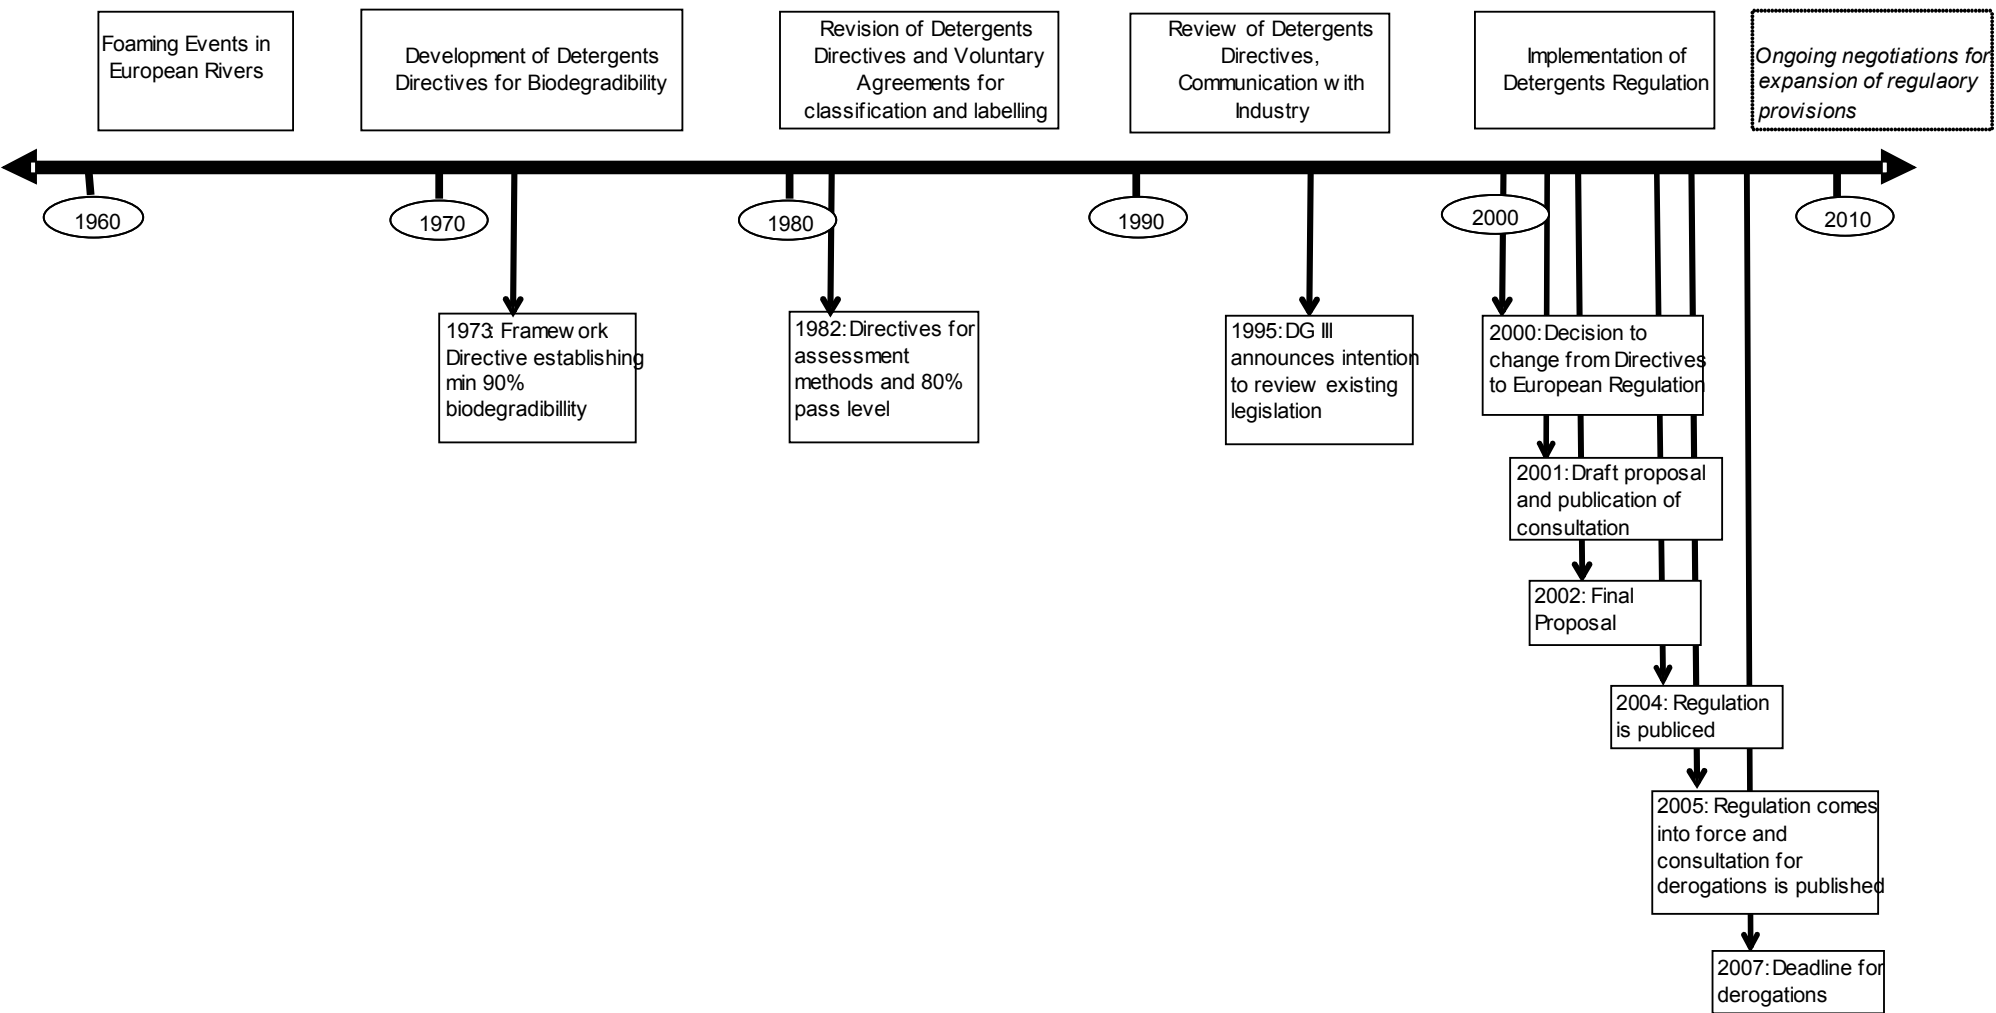 Foaming Events in
European Rivers
Development of Detergents
Directives for Biodegradibility
Revision of Detergents
Directives and Voluntary
Agreements for
classification and labelling
Review of Detergents
Directives,
Communication with
Industry
Implementation of
Detergents Regulation
Ongoing negotiations for
expansion of regulaory
provisions
1960
1970
1980
1990
2000
2010
1973: Framework
Directive establishing
min 90%
biodegradibillity
1982: Directives for
assessment
methods and 80%
pass level
1995: DG III
announces intention
to review existing
legislation
2000: Decision to
change from Directives
to European Regulation
2001: Draft proposal
and publication of
consultation
2002: Final
Proposal
2004: Regulation
is publiced
2005: Regulation comes
into force and
consultation for
derogations is published
2007: Deadline for
derogations